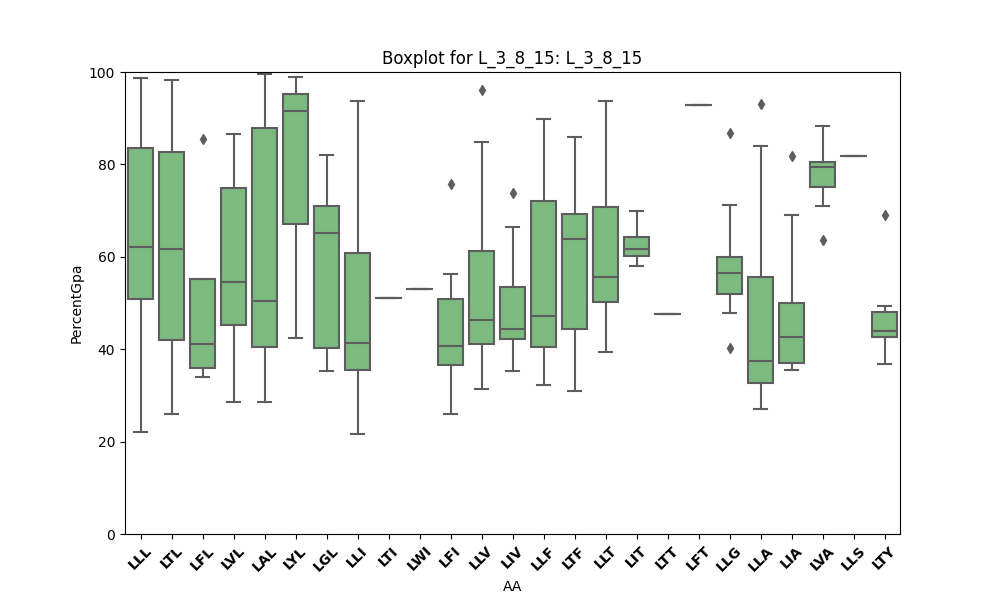 Boxplot for L_3_8_15: L_3_8_15
100
80
60
40
20
0
PercentGpa
LLL LTL LFL LVL LAL LYL LGL LLI LTI LWI LFI LLV LIV LLF LTF LLT LIT LTT LFT LLG LLA LIA LVA LLS LTY
AA